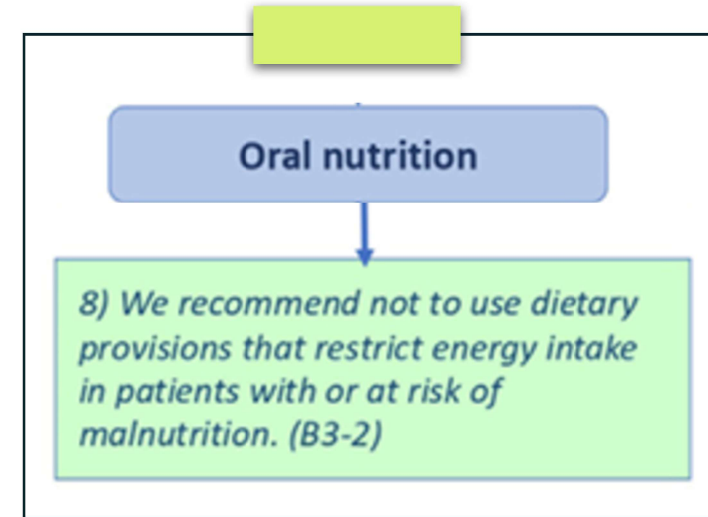 Oral nutrition
8) We recommend not to use dietary
provisions that restrict energy intake
in patients with or at risk of
malnutrition. (B3-2)